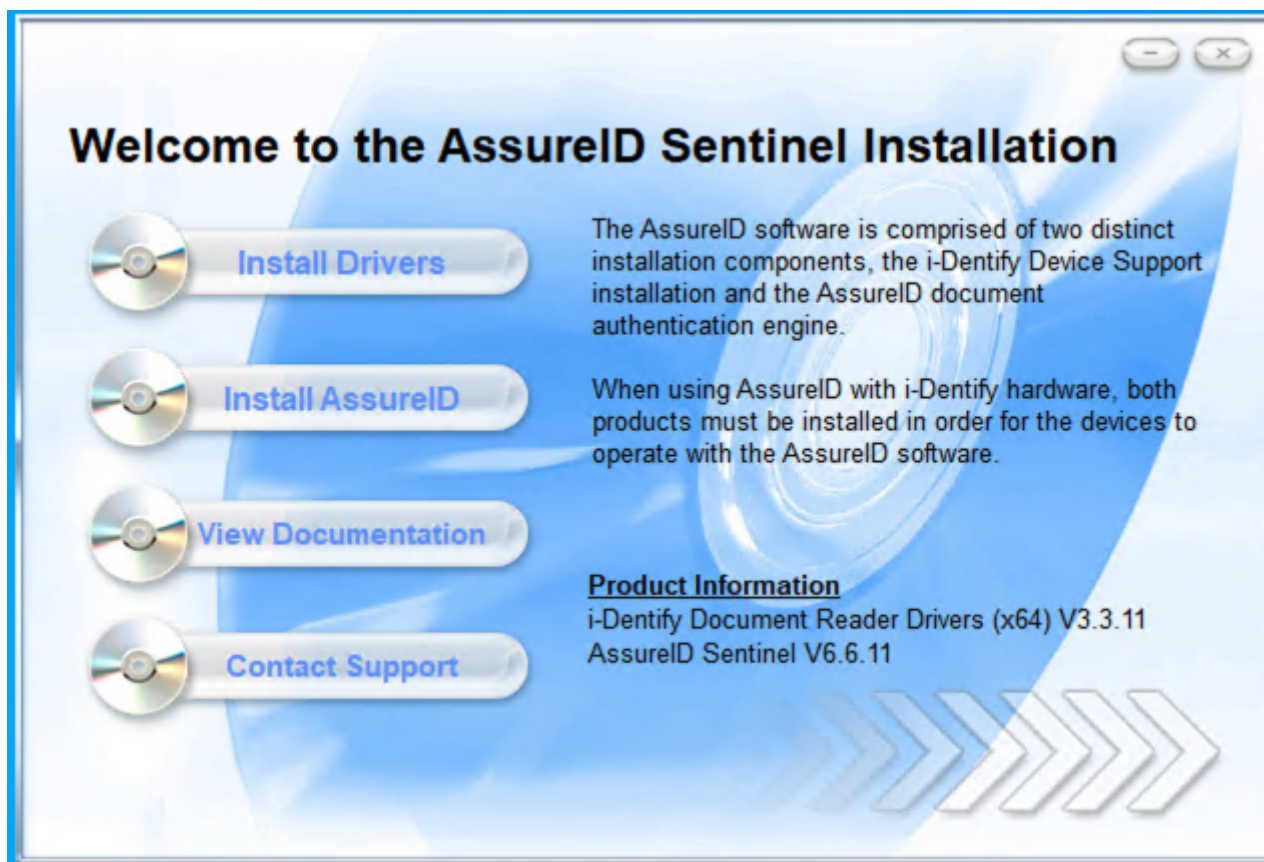 Welcome to the AssureID Sentinel Installation
Install Drivers
Install AssureID
View Documentation
Contact Support
The AssureID software is comprised of two distinct
installation components, the i-Dentify Device Support
installation and the AssureID document
authentication engine.
When using AssureID with i-Dentify hardware, both
products must be installed in order for the devices to
operate with the AssureID software.
Product Information
i-Dentify Document Reader Drivers (x64) V3.3.11
AssureID Sentinel V6.6.11